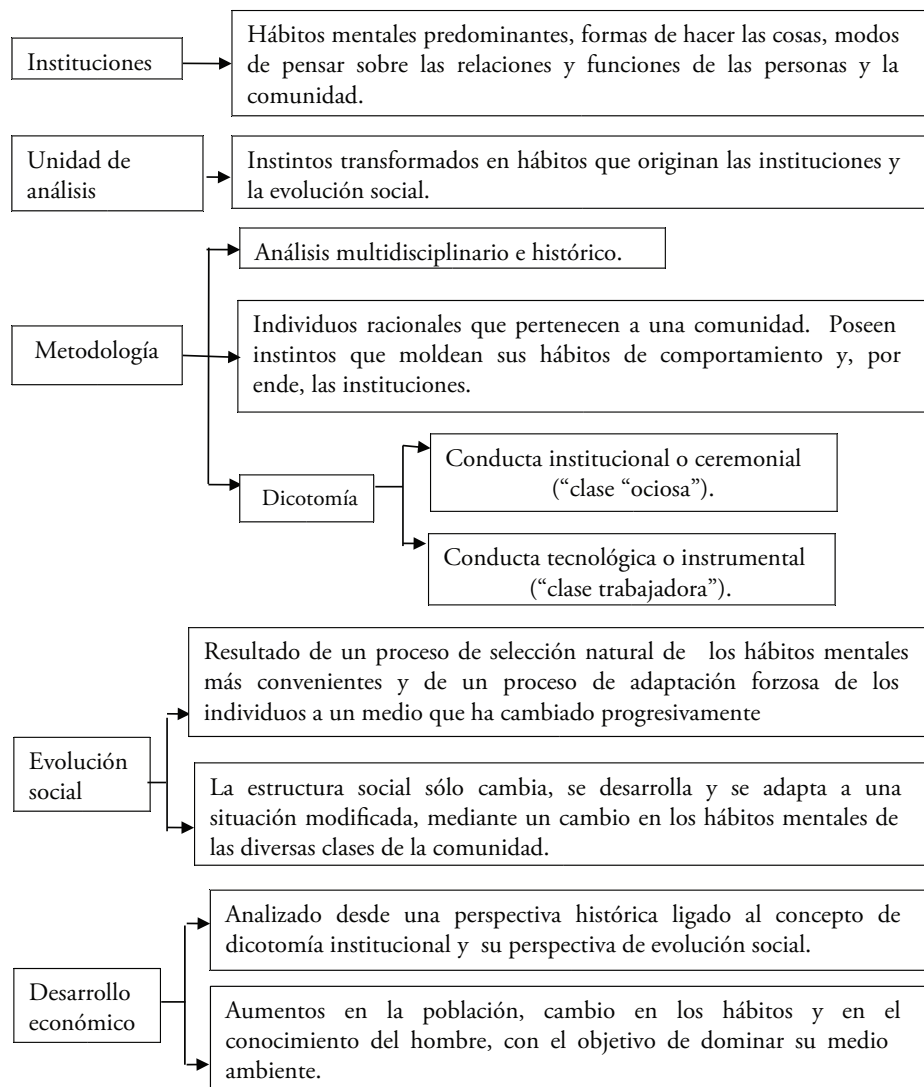 Instituciones
Hábitos mentales predominantes, formas de hacer las cosas, modos
de pensar sobre las relaciones y funciones de las personas y la
comunidad.
Unidad de
análisis
Instintos transformados en hábitos que originan las instituciones y
la evolución social.
Metodología
Análisis multidisciplinario e histórico.
Individuos racionales que pertenecen a una comunidad. Poseen
instintos que moldean sus hábitos de comportamiento y, por
ende, las instituciones.
Dicotomía
Conducta institucional o ceremonial
(“clase “ociosa”).
Conducta tecnológica o instrumental
(“clase trabajadora”).
Evolución
social
Resultado de un proceso de selección natural de los hábitos mentales
más convenientes y de un proceso de adaptación forzosa de los
individuos a un medio que ha cambiado progresivamente
La estructura social sólo cambia, se desarrolla y se adapta a una
situación modificada, mediante un cambio en los hábitos mentales de
las diversas clases de la comunidad.
Desarrollo
económico
Analizado desde una perspectiva histórica ligado al concepto de
dicotomía institucional y su perspectiva de evolución social.
Aumentos en la población, cambio en los hábitos y en el
conocimiento del hombre, con el objetivo de dominar su medio
ambiente.